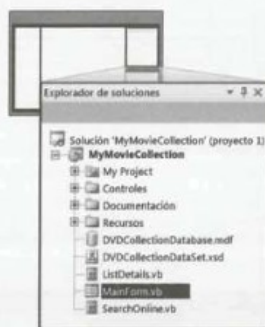 Explorador de soluciones
Solución 'MyMovieCollection' (proyecto 1)
MyMovieCollection
My Project
Controles
Documentación
Recursos
DVDCollectionDatabase.mdf
DVDCollectionDataSet.xsd
ListDetails.vb
MainForm.vb
SearchOnline.vb